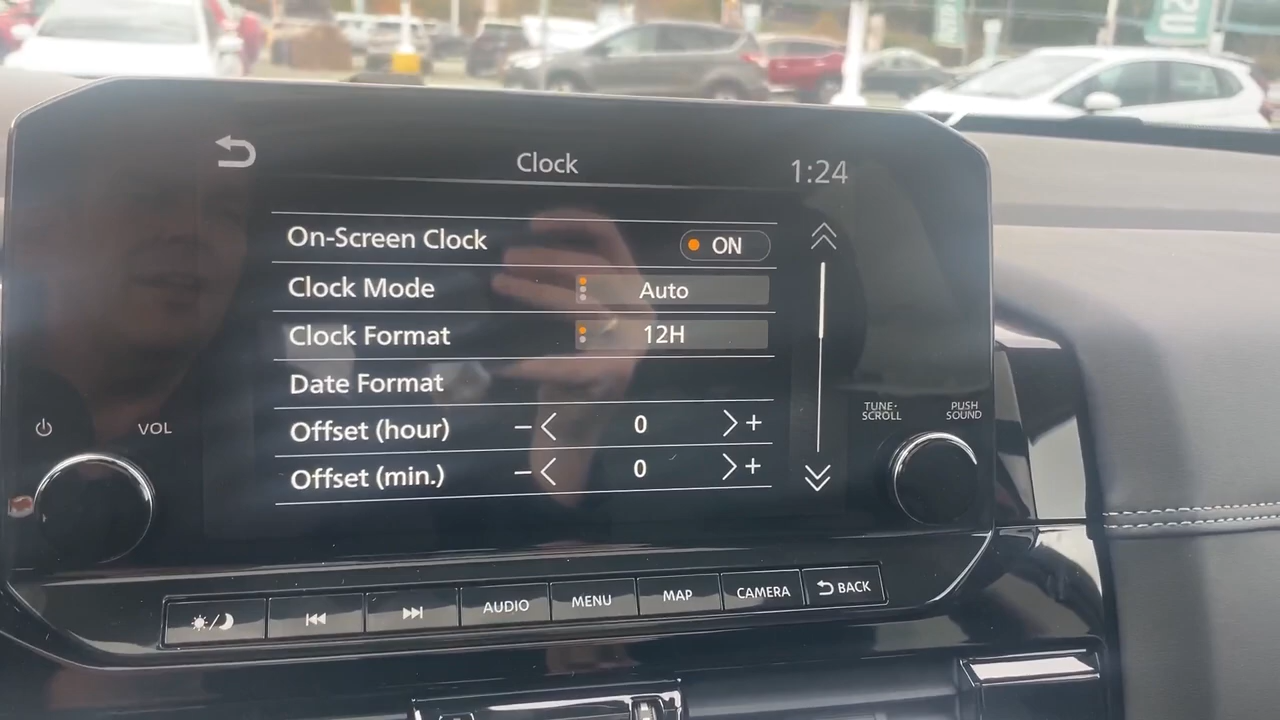 Clock
1:24
On-Screen Clock ON
Clock Mode Auto
Clock Format 12H
Date Format
Offset (hour) − 0 +
Offset (min.) − 0 +
VOL
TUNE·
SCROLL
PUSH
SOUND
AUDIO
MENU
MAP
CAMERA
BACK